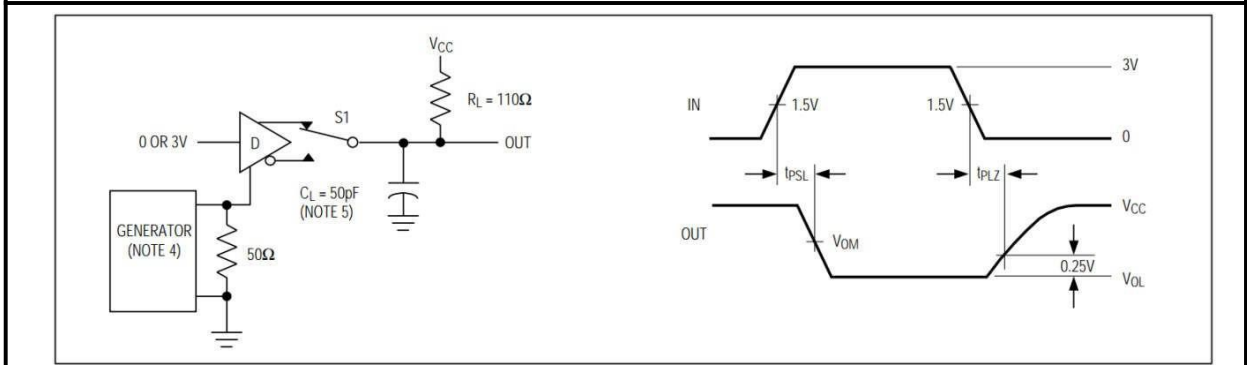 VCC
RL = 110Ω
S1
0 OR 3V
D
OUT
CL = 50pF
(NOTE 5)
GENERATOR
(NOTE 4)
50Ω
3V
IN
1.5V
1.5V
0
tPSL
tPLZ
VCC
OUT
VOM
0.25V
VOL